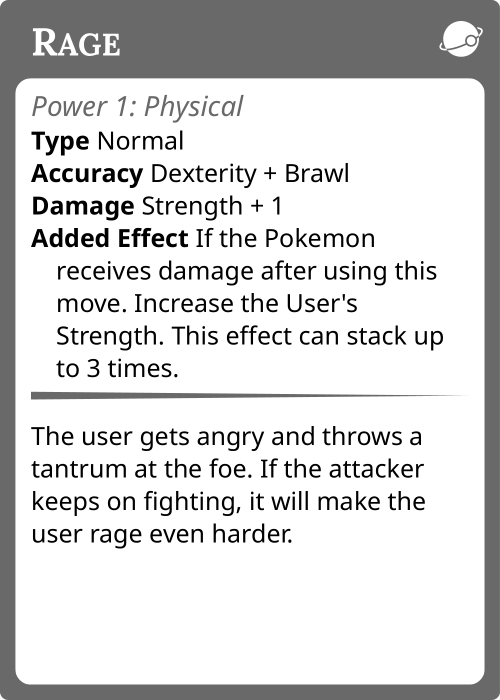 Rage
Power 1: Physical
Type Normal
Accuracy Dexterity + Brawl
Damage Strength + 1
Added Effect If the Pokemon
receives damage after using this
move. Increase the User's
Strength. This effect can stack up
to 3 times.
The user gets angry and throws a
tantrum at the foe. If the attacker
keeps on fighting, it will make the
user rage even harder.